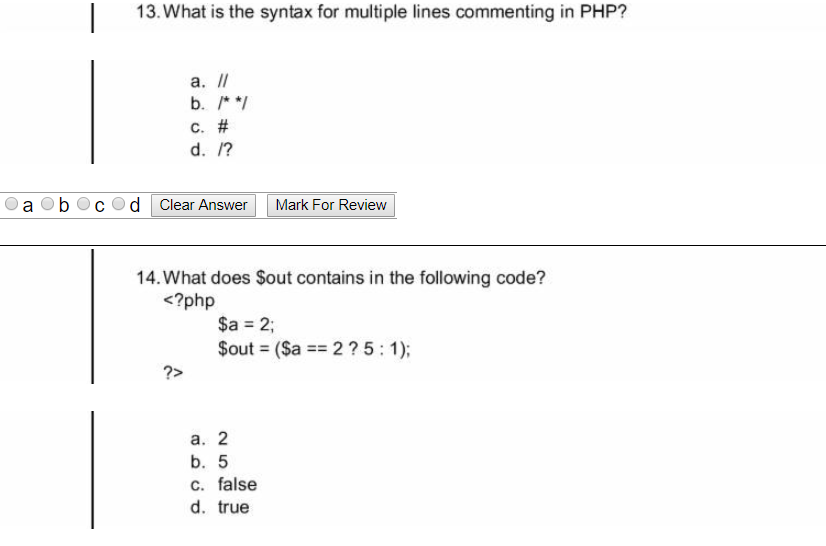 13. What is the syntax for multiple lines commenting in PHP?
a. //
b. /* */
c. #
d. /?
a b c d Clear Answer Mark For Review
14. What does $out contains in the following code?
<?php
$a = 2;
$out = ($a == 2 ? 5 : 1);
?>
a. 2
b. 5
c. false
d. true